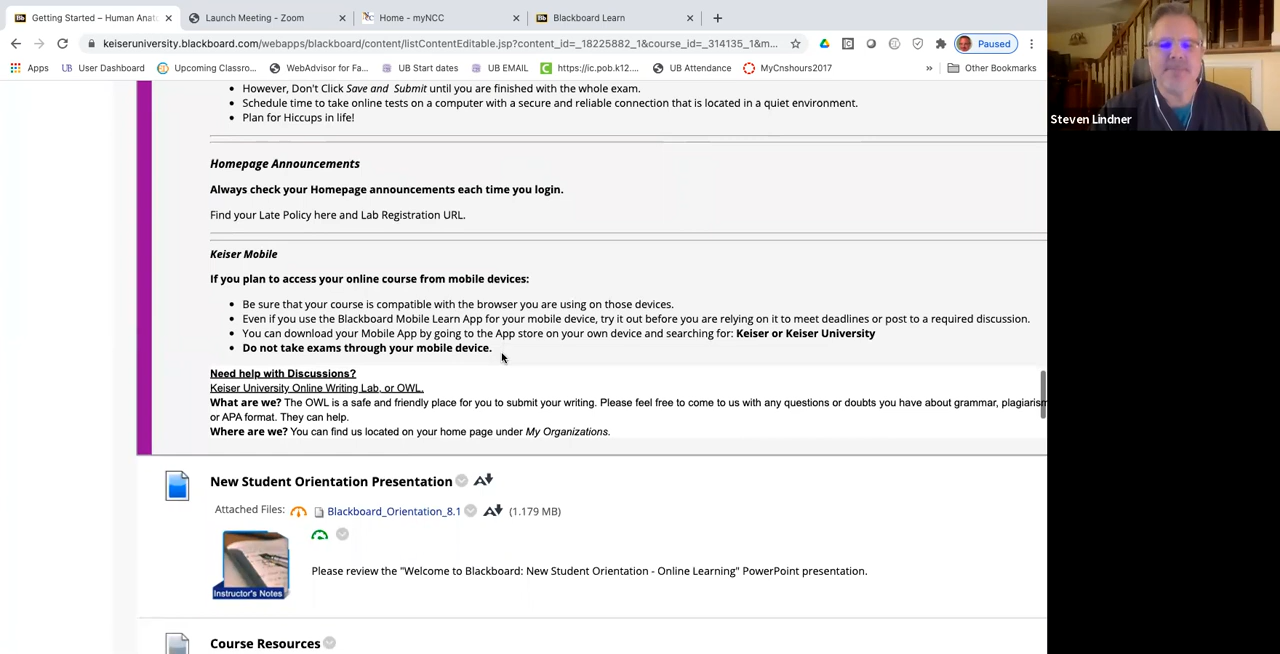 Getting Started – Human Anato
Launch Meeting - Zoom
Home - myNCC
Blackboard Learn
keiseruniversity.blackboard.com/webapps/blackboard/content/listContentEditable.jsp?content_id=_18225882_1&course_id=_314135_1&m...
Paused
Apps
User Dashboard
Upcoming Classro...
WebAdvisor for Fa...
UB Start dates
UB EMAIL
https://ic.pob.k12....
UB Attendance
MyCnshours2017
Other Bookmarks
Steven Lindner
However, Don't Click Save and Submit until you are finished with the whole exam.
Schedule time to take online tests on a computer with a secure and reliable connection that is located in a quiet environment.
Plan for Hiccups in life!
Homepage Announcements
Always check your Homepage announcements each time you login.
Find your Late Policy here and Lab Registration URL.
Keiser Mobile
If you plan to access your online course from mobile devices:
Be sure that your course is compatible with the browser you are using on those devices.
Even if you use the Blackboard Mobile Learn App for your mobile device, try it out before you are relying on it to meet deadlines or post to a required discussion.
You can download your Mobile App by going to the App store on your own device and searching for: Keiser or Keiser University
Do not take exams through your mobile device.
Need help with Discussions?
Keiser University Online Writing Lab, or OWL.
What are we? The OWL is a safe and friendly place for you to submit your writing. Please feel free to come to us with any questions or doubts you have about grammar, plagiarism
or APA format. They can help.
Where are we? You can find us located on your home page under My Organizations.
New Student Orientation Presentation
Attached Files: Blackboard_Orientation_8.1 (1.179 MB)
Instructor's Notes
Please review the "Welcome to Blackboard: New Student Orientation - Online Learning" PowerPoint presentation.
Course Resources